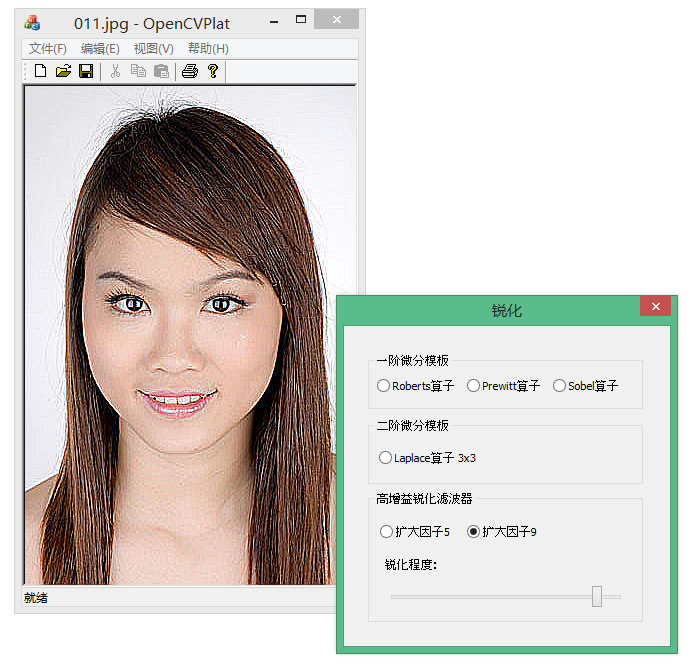 011.jpg - OpenCVPlat
文件(F) 编辑(E) 视图(V) 帮助(H)
就绪
锐化
一阶微分模板
Roberts算子 Prewitt算子 Sobel算子
二阶微分模板
Laplace算子 3x3
高增益锐化滤波器
扩大因子5 扩大因子9
锐化程度: